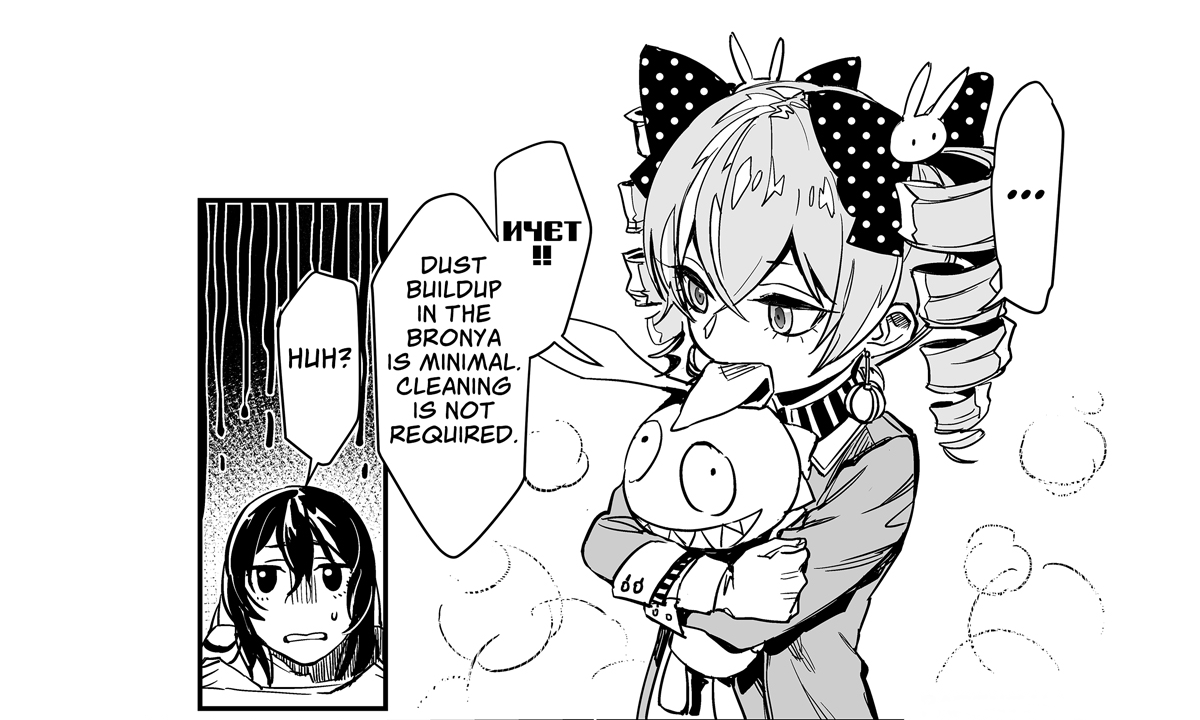 ...
ИЧЕТ
!!
DUST
BUILDUP
IN THE
BRONYA
IS MINIMAL.
CLEANING
IS NOT
REQUIRED.
HUH?